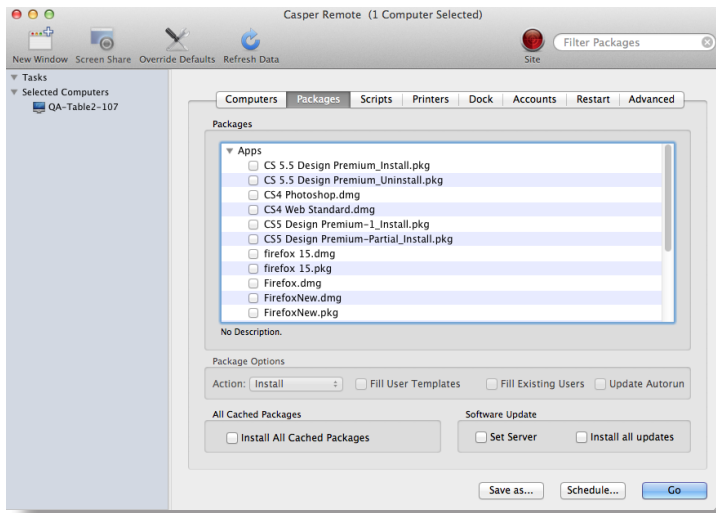 Casper Remote (1 Computer Selected)
New Window Screen Share Override Defaults Refresh Data
Site
Filter Packages
Tasks
Selected Computers
QA-Table2-107
Computers Packages Scripts Printers Dock Accounts Restart Advanced
Packages
Apps
CS 5.5 Design Premium_Install.pkg
CS 5.5 Design Premium_Uninstall.pkg
CS4 Photoshop.dmg
CS4 Web Standard.dmg
CS5 Design Premium-1_Install.pkg
CS5 Design Premium-Partial_Install.pkg
firefox 15.dmg
firefox 15.pkg
Firefox.dmg
FirefoxNew.dmg
FirefoxNew.pkg
No Description.
Package Options
Action: Install Fill User Templates Fill Existing Users Update Autorun
All Cached Packages
Install All Cached Packages
Software Update
Set Server Install all updates
Save as... Schedule... Go